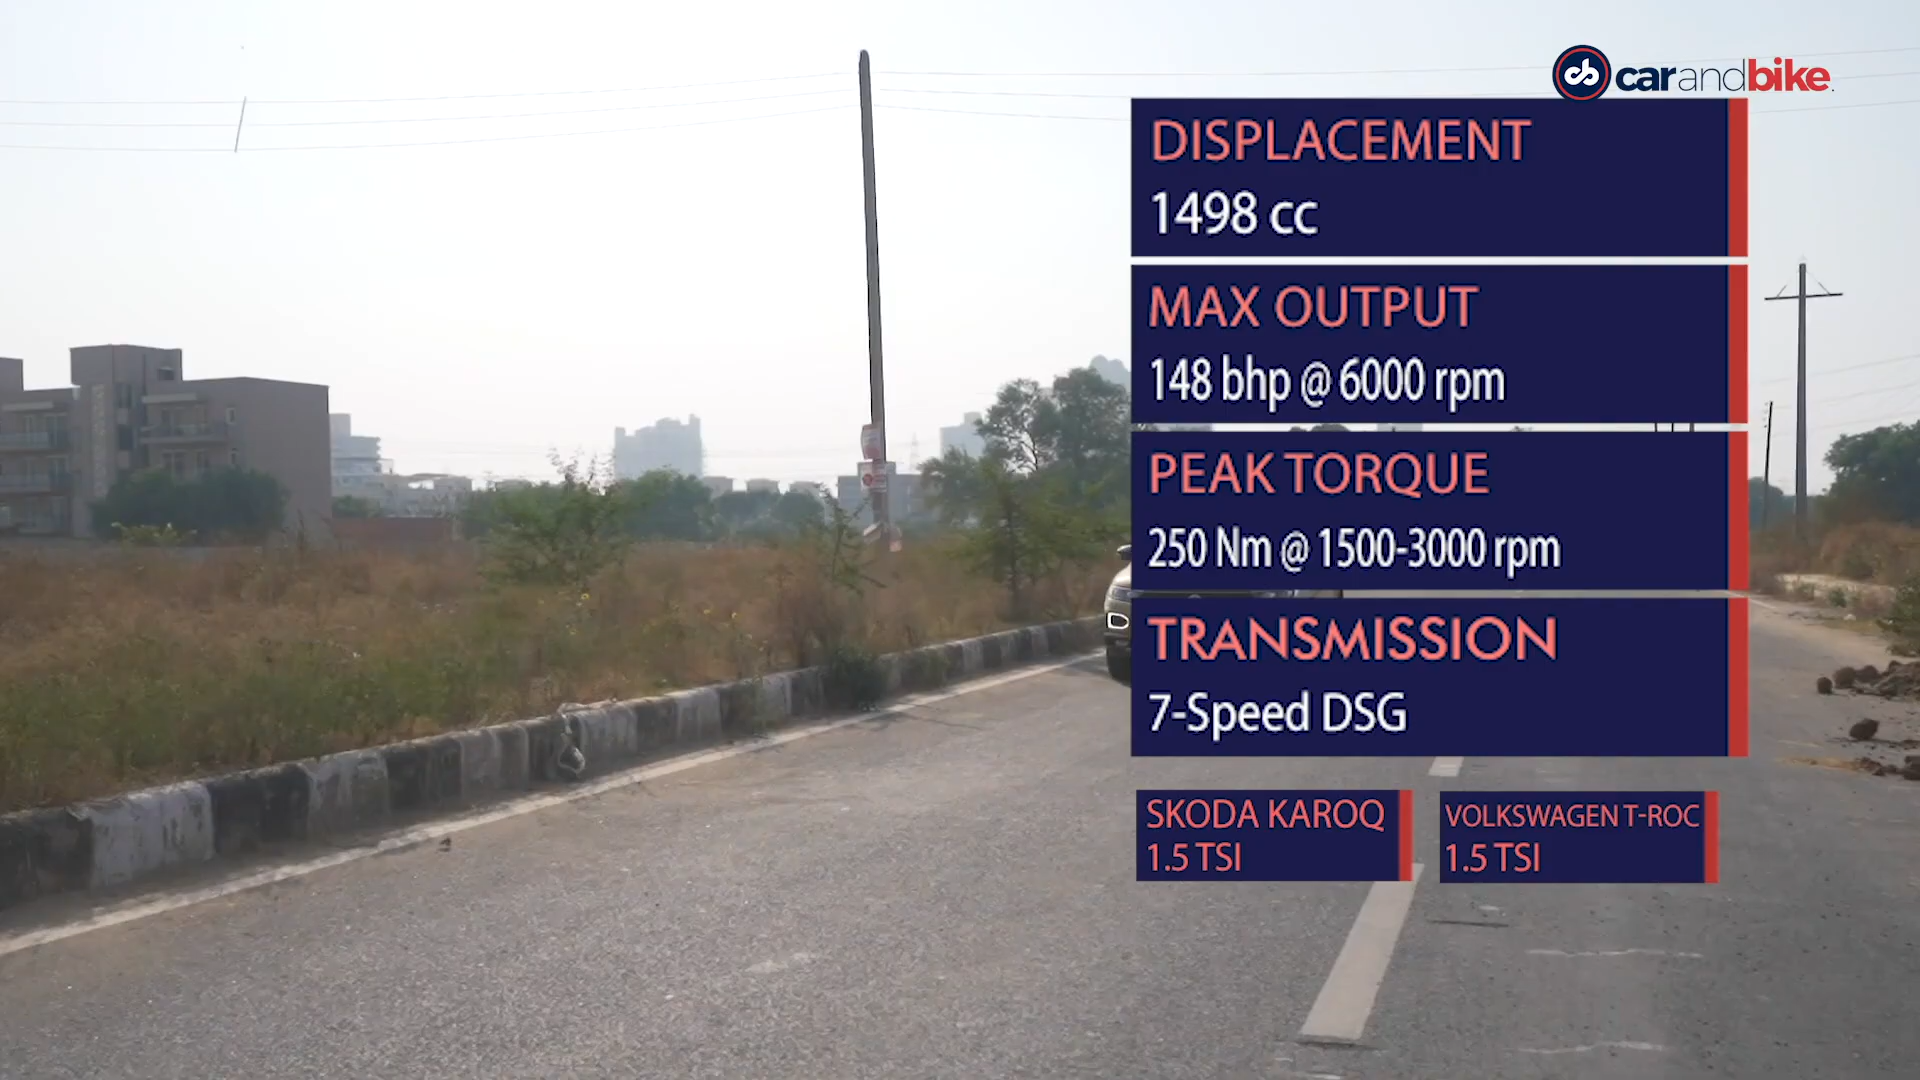 carandbike
DISPLACEMENT
1498 cc
MAX OUTPUT
148 bhp @ 6000 rpm
PEAK TORQUE
250 Nm @ 1500-3000 rpm
TRANSMISSION
7-Speed DSG
SKODA KAROQ
1.5 TSI
VOLKSWAGEN T-ROC
1.5 TSI